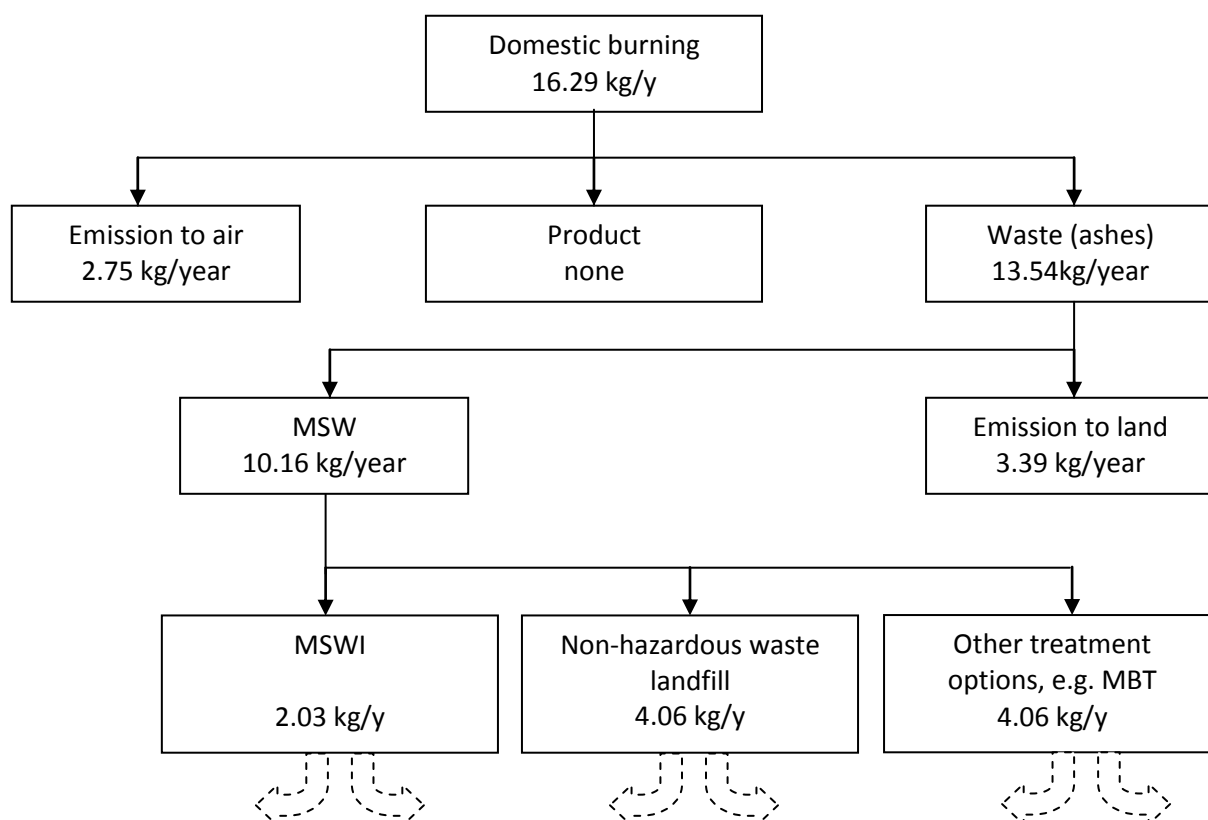 Domestic burning
16.29 kg/y
Emission to air
2.75 kg/year
Product
none
Waste (ashes)
13.54kg/year
MSW
10.16 kg/year
Emission to land
3.39 kg/year
MSWI
2.03 kg/y
Non-hazardous waste
landfill
4.06 kg/y
Other treatment
options, e.g. MBT
4.06 kg/y